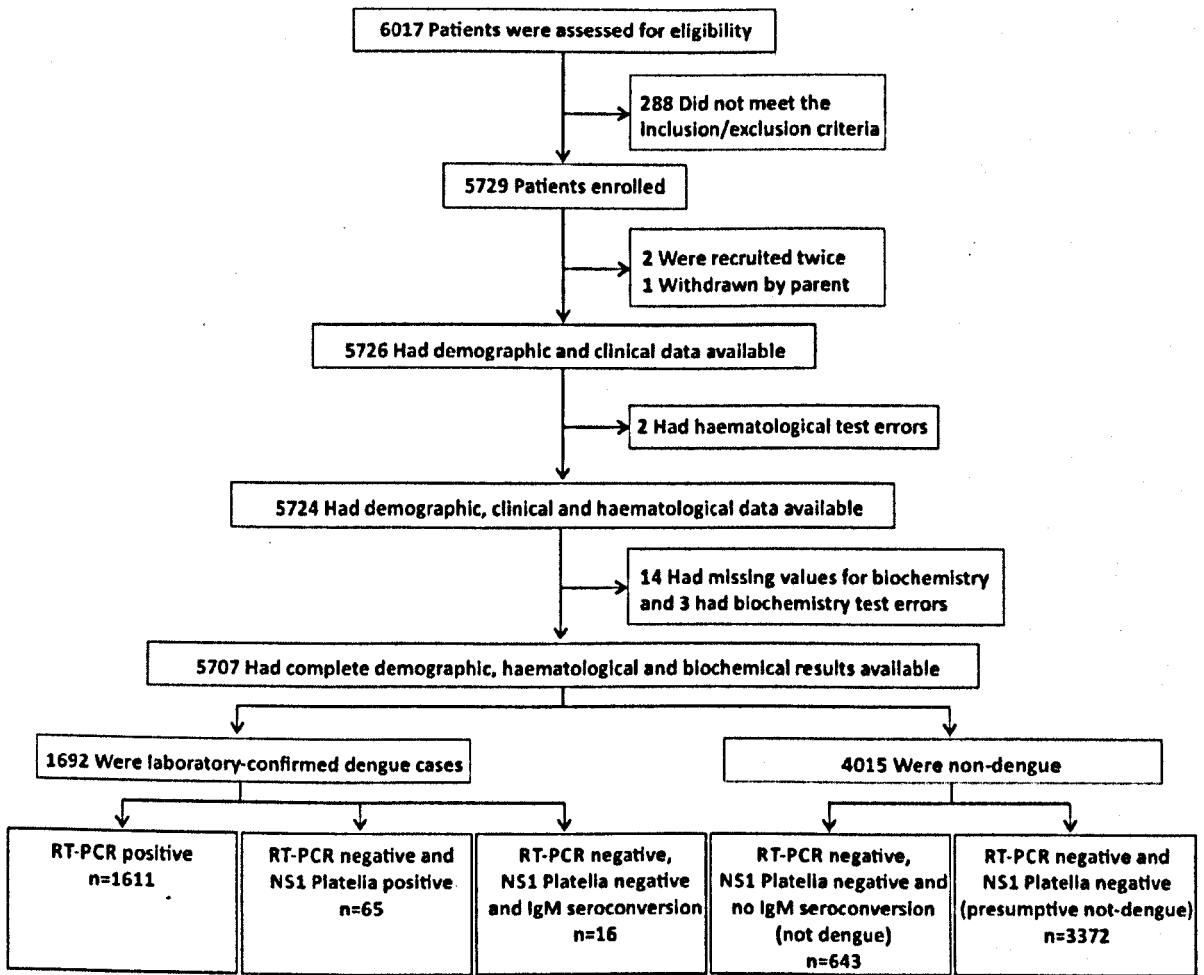 6017 Patients were assessed for eligibility
288 Did not meet the
inclusion/exclusion criteria
5729 Patients enrolled
2 Were recruited twice
1 Withdrawn by parent
5726 Had demographic and clinical data available
2 Had haematological test errors
5724 Had demographic, clinical and haematological data available
14 Had missing values for biochemistry
and 3 had biochemistry test errors
5707 Had complete demographic, haematological and biochemical results available
1692 Were laboratory-confirmed dengue cases
4015 Were non-dengue
RT-PCR positive
n=1611
RT-PCR negative and
NS1 Platelia positive
n=65
RT-PCR negative,
NS1 Platelia negative
and IgM seroconversion
n=16
RT-PCR negative,
NS1 Platelia negative and
no IgM seroconversion
(not dengue)
n=643
RT-PCR negative and
NS1 Platelia negative
(presumptive not-dengue)
n=3372